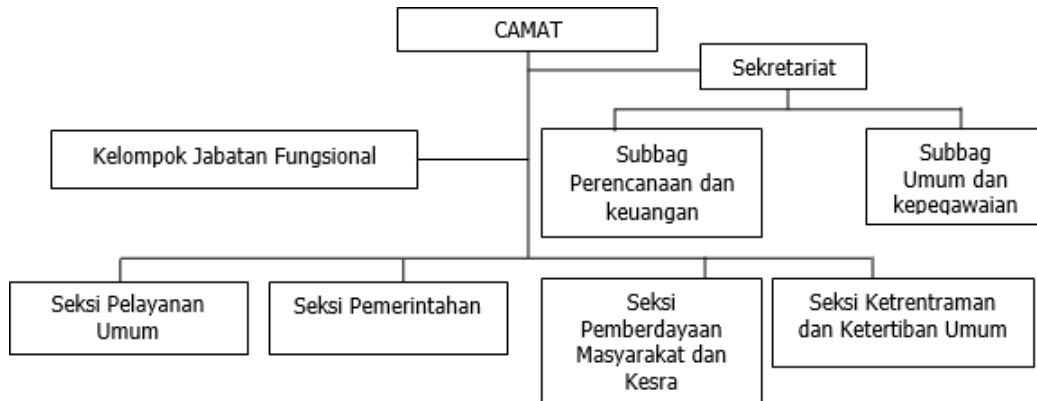 CAMAT
Sekretariat
Kelompok Jabatan Fungsional
Subbag
Perencanaan dan
keuangan
Subbag
Umum dan
kepegawaian
Seksi Pelayanan
Umum
Seksi Pemerintahan
Seksi
Pemberdayaan
Masyarakat dan
Kesra
Seksi Ketrentraman
dan Ketertiban Umum